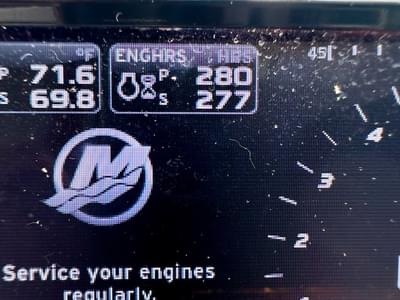 °F
P 71.6
S 69.8
ENGHRS HRS
P 280
S 277
45
4
3
2
M
Service your engines
regularly.